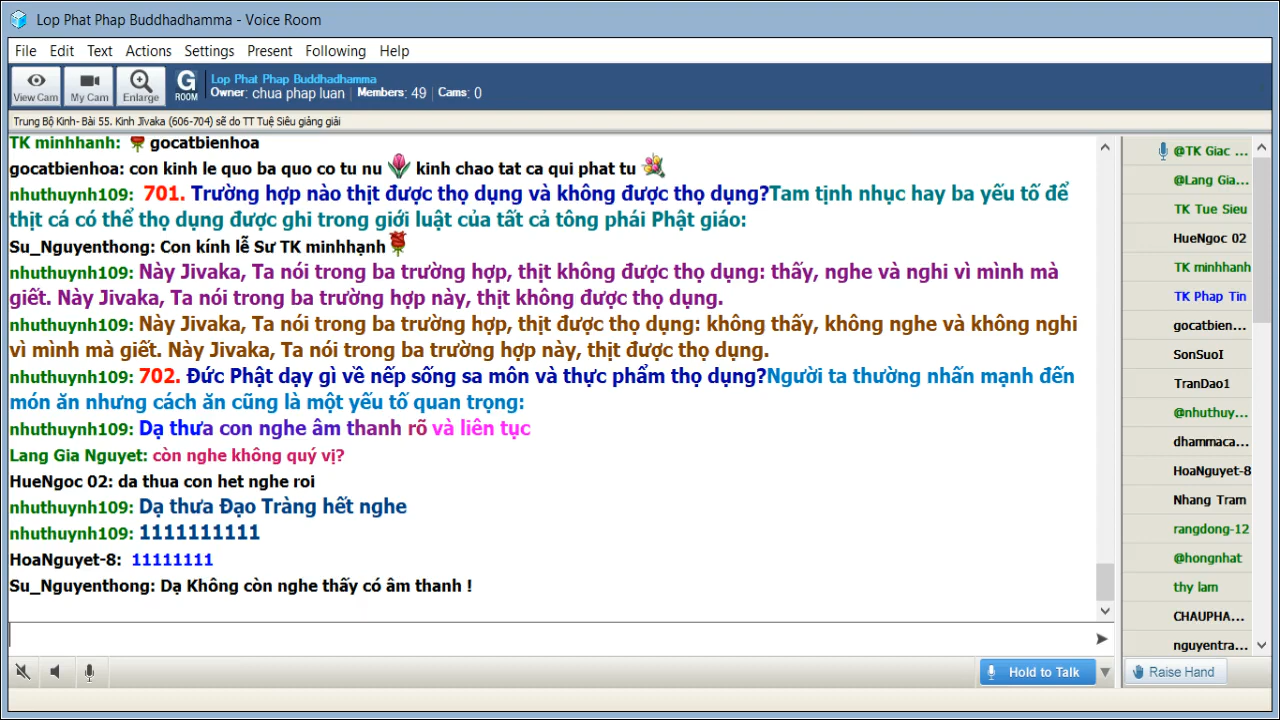 Lop Phat Phap Buddhadhamma - Voice Room
File Edit Text Actions Settings Present Following Help
View Cam My Cam Enlarge G ROOM
Lop Phat Phap Buddhadhamma
Owner: chua phap luan | Members: 49 | Cams: 0
Trung Bộ Kinh- Bài 55. Kinh Jīvaka (606-704) sẽ do TT Tuệ Siêu giảng giải
TK minhhanh: gocatbienhoa
gocatbienhoa: con kinh le quo ba quo co tu nu kinh chao tat ca qui phat tu
nhuthuynh109: 701. Trường hợp nào thịt được thọ dụng và không được thọ dụng?Tam tịnh nhục hay ba yếu tố để
thịt cá có thể thọ dụng được ghi trong giới luật của tất cả tông phái Phật giáo:
Su_Nguyenthong: Con kính lễ Sư TK minhhạnh
nhuthuynh109: Này Jivaka, Ta nói trong ba trường hợp, thịt không được thọ dụng: thấy, nghe và nghi vì mình mà
giết. Này Jivaka, Ta nói trong ba trường hợp này, thịt không được thọ dụng.
nhuthuynh109: Này Jivaka, Ta nói trong ba trường hợp, thịt được thọ dụng: không thấy, không nghe và không nghi
vì mình mà giết. Này Jivaka, Ta nói trong ba trường hợp này, thịt được thọ dụng.
nhuthuynh109: 702. Đức Phật dạy gì về nếp sống sa môn và thực phẩm thọ dụng?Người ta thường nhấn mạnh đến
món ăn nhưng cách ăn cũng là một yếu tố quan trọng:
nhuthuynh109: Dạ thưa con nghe âm thanh rõ và liên tục
Lang Gia Nguyet: còn nghe không quý vị?
HueNgoc 02: da thua con het nghe roi
nhuthuynh109: Dạ thưa Đạo Tràng hết nghe
nhuthuynh109: 1111111111
HoaNguyet-8: 11111111
Su_Nguyenthong: Dạ Không còn nghe thấy có âm thanh !
@TK Giac ...
@Lang Gia...
TK Tue Sieu
HueNgoc 02
TK minhhanh
TK Phap Tin
gocatbien...
SonSuoI
TranDao1
@nhuthuy...
dhammaca...
HoaNguyet-8
Nhang Tram
rangdong-12
@hongnhat
thy lam
CHAUPHA...
nguyentra...
Hold to Talk
Raise Hand